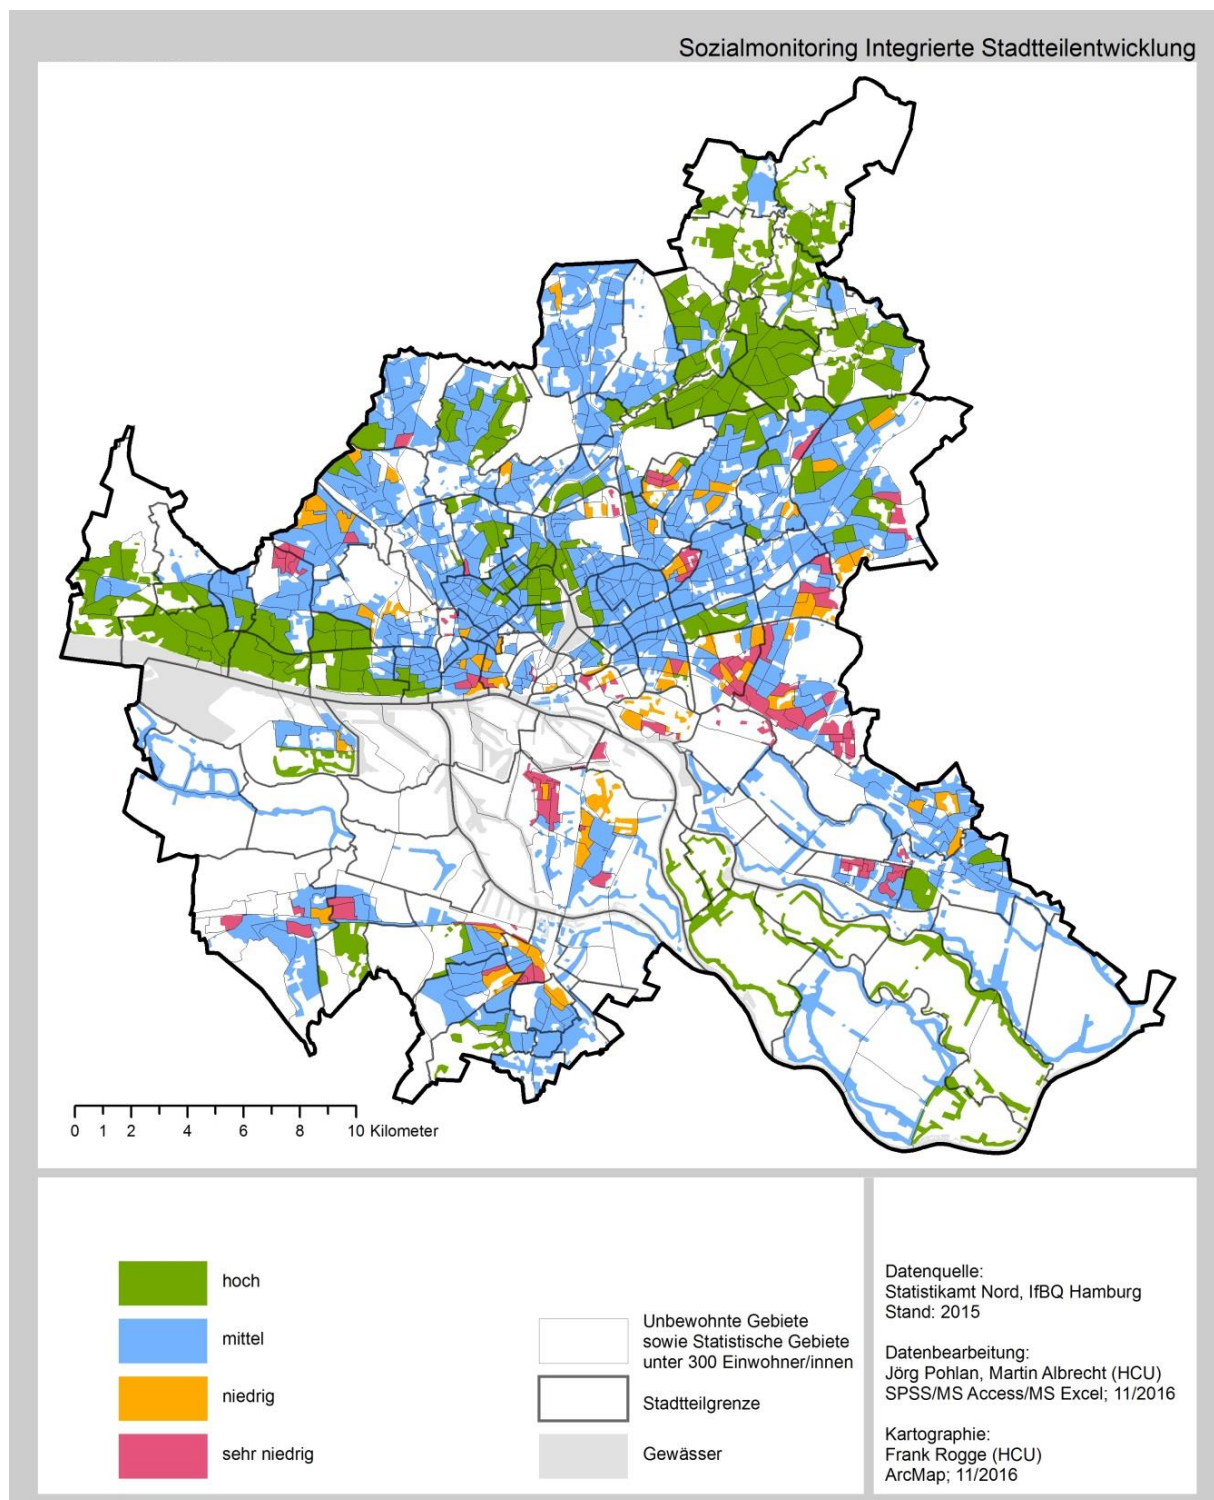 Sozialmonitoring Integrierte Stadtteilentwicklung
0 1 2 4 6 8 10 Kilometer
hoch
mittel
niedrig
sehr niedrig
Unbewohnte Gebiete
sowie Statistische Gebiete
unter 300 Einwohner/innen
Stadtteilgrenze
Gewässer
Datenquelle:
Statistikamt Nord, IfBQ Hamburg
Stand: 2015
Datenbearbeitung:
Jörg Pohlan, Martin Albrecht (HCU)
SPSS/MS Access/MS Excel; 11/2016
Kartographie:
Frank Rogge (HCU)
ArcMap; 11/2016